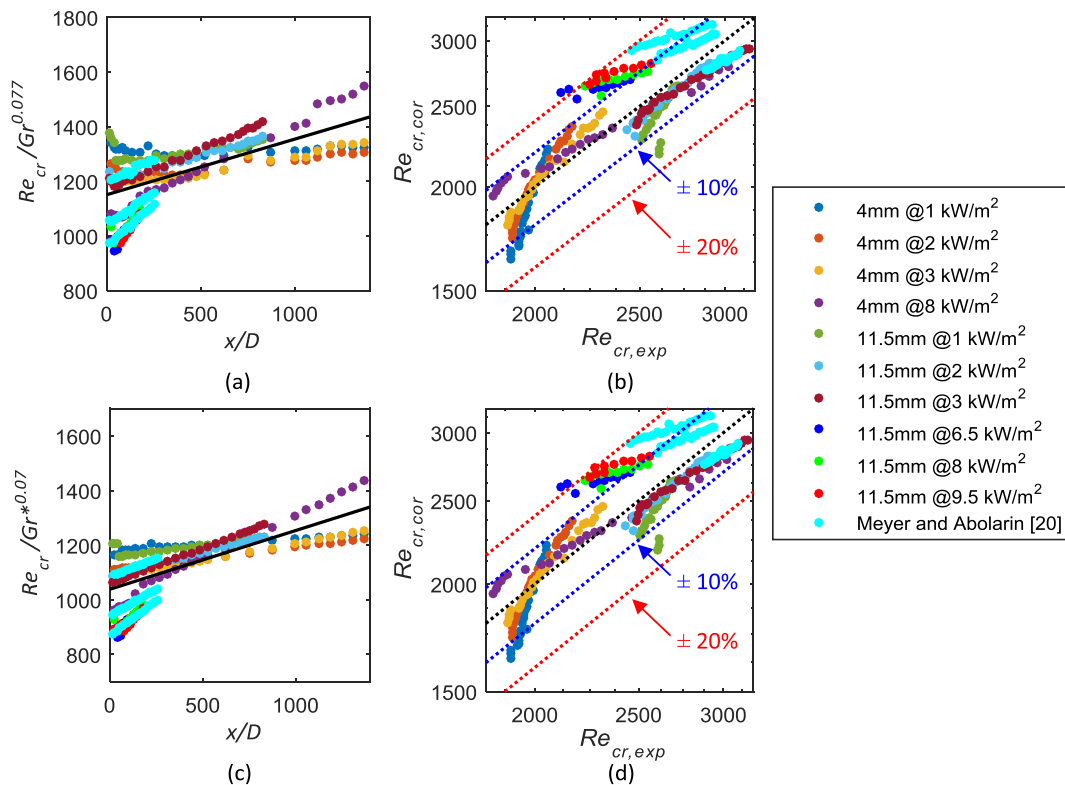 1800
1600
1400
1200
1000
800
Re_cr/Gr^0.077
0 500 1000
x/D
(a)
3000
2500
2000
1500
Re_cr,cor
± 10%
± 20%
2000 2500 3000
Re_cr,exp
(b)
1600
1400
1200
1000
800
Re_cr/Gr*^0.07
0 500 1000
x/D
(c)
3000
2500
2000
1500
Re_cr,cor
± 10%
± 20%
2000 2500 3000
Re_cr,exp
(d)
4mm @1 kW/m²
4mm @2 kW/m²
4mm @3 kW/m²
4mm @8 kW/m²
11.5mm @1 kW/m²
11.5mm @2 kW/m²
11.5mm @3 kW/m²
11.5mm @6.5 kW/m²
11.5mm @8 kW/m²
11.5mm @9.5 kW/m²
Meyer and Abolarin [20]